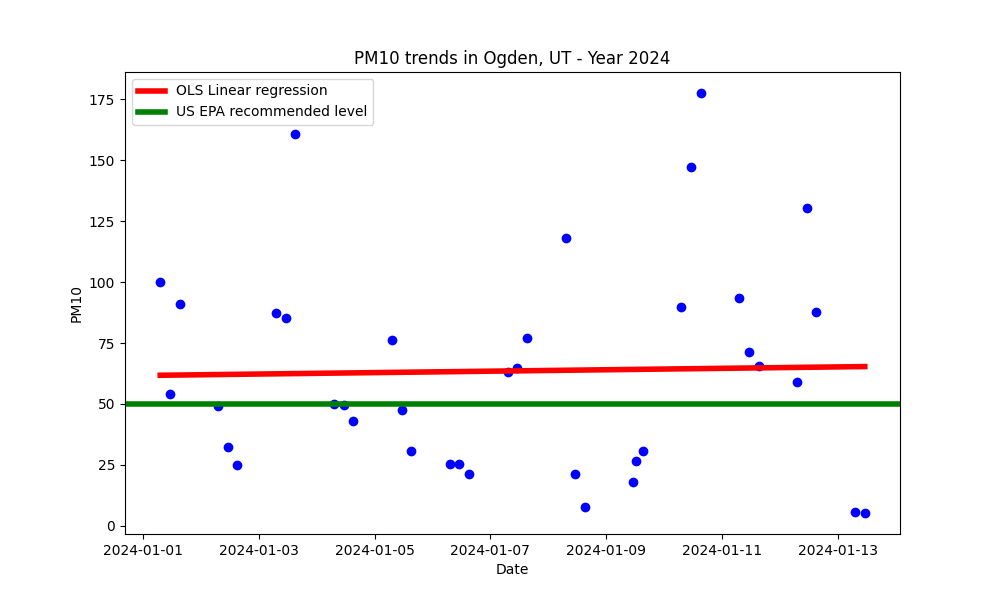 PM10 trends in Ogden, UT - Year 2024
OLS Linear regression
US EPA recommended level
175
150
125
100
75
50
25
0
PM10
2024-01-01 2024-01-03 2024-01-05 2024-01-07 2024-01-09 2024-01-11 2024-01-13
Date